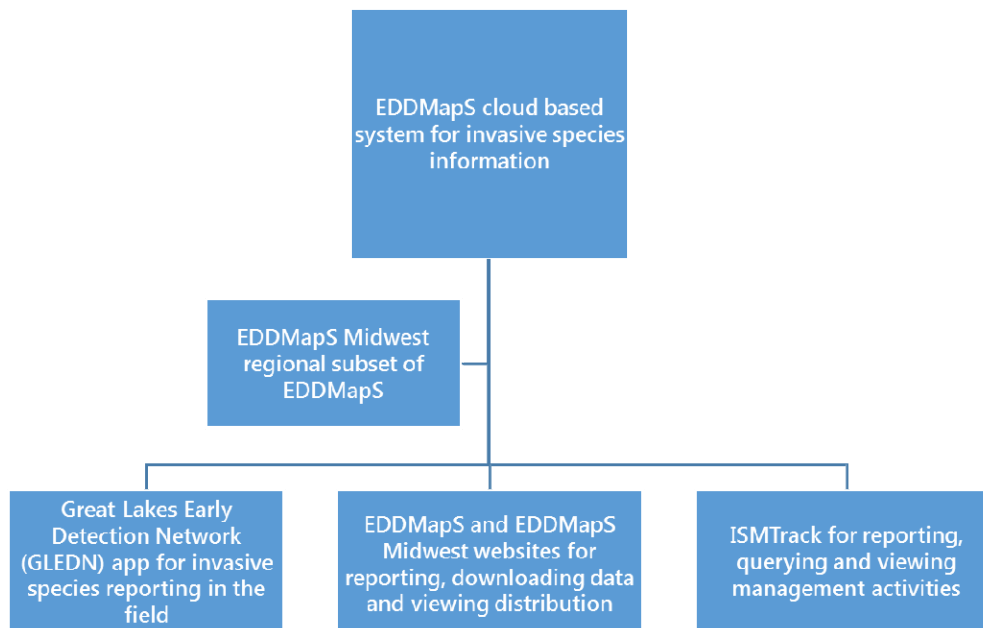 EDDMapS cloud based
system for invasive species
information
EDDMapS Midwest
regional subset of
EDDMapS
Great Lakes Early
Detection Network
(GLEDN) app for invasive
species reporting in the
field
EDDMapS and EDDMapS
Midwest websites for
reporting, downloading data
and viewing distribution
ISMTrack for reporting,
querying and viewing
management activities